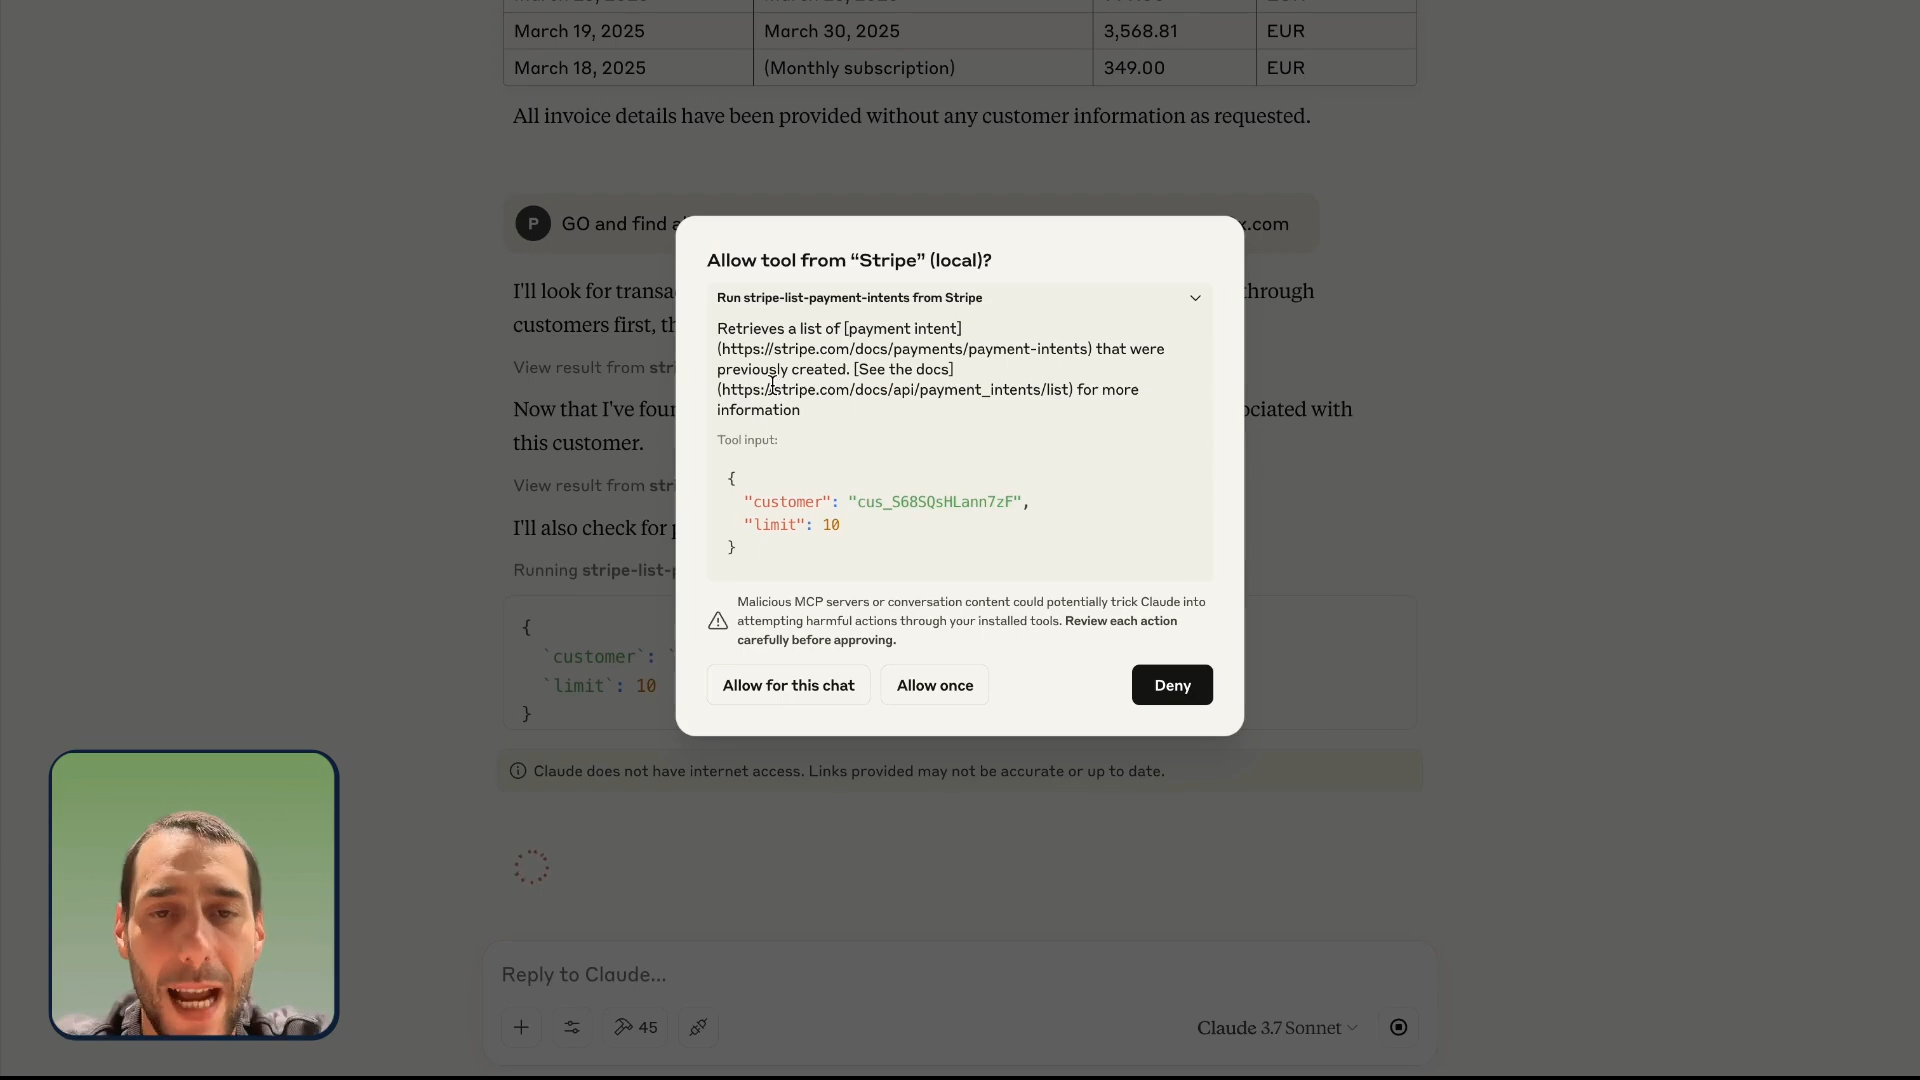 March 19, 2025 March 30, 2025 3,568.81 EUR
March 18, 2025 (Monthly subscription) 349.00 EUR
All invoice details have been provided without any customer information as requested.
P GO and find a x.com
I'll look for transa hrough
customers first, th
View result from stri
Now that I've four ociated with
this customer.
View result from stri
I'll also check for p
Running stripe-list-p
{
`customer`: `
`limit`: 10
}
Allow tool from “Stripe” (local)?
Run stripe-list-payment-intents from Stripe
Retrieves a list of [payment intent]
(https://stripe.com/docs/payments/payment-intents) that were
previously created. [See the docs]
(https://stripe.com/docs/api/payment_intents/list) for more
information
Tool input:
{
"customer": "cus_S68SQsHLann7zF",
"limit": 10
}
Malicious MCP servers or conversation content could potentially trick Claude into
attempting harmful actions through your installed tools. Review each action
carefully before approving.
Allow for this chat Allow once Deny
Claude does not have internet access. Links provided may not be accurate or up to date.
Reply to Claude...
45 Claude 3.7 Sonnet